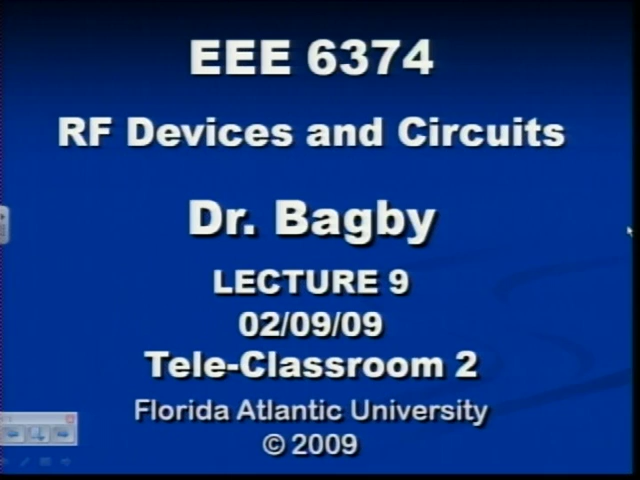 EEE 6374
RF Devices and Circuits
Dr. Bagby
LECTURE 9
02/09/09
Tele-Classroom 2
Florida Atlantic University
© 2009